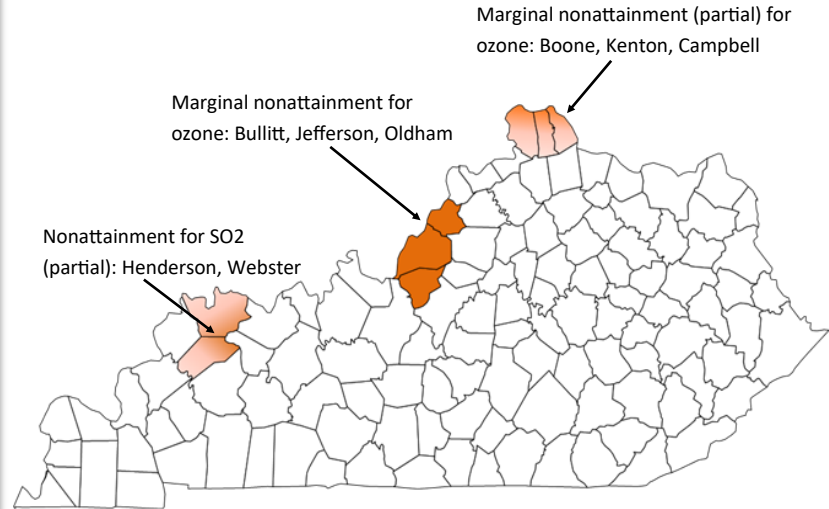 Marginal nonattainment (partial) for
ozone: Boone, Kenton, Campbell
Marginal nonattainment for
ozone: Bullitt, Jefferson, Oldham
Nonattainment for SO2
(partial): Henderson, Webster